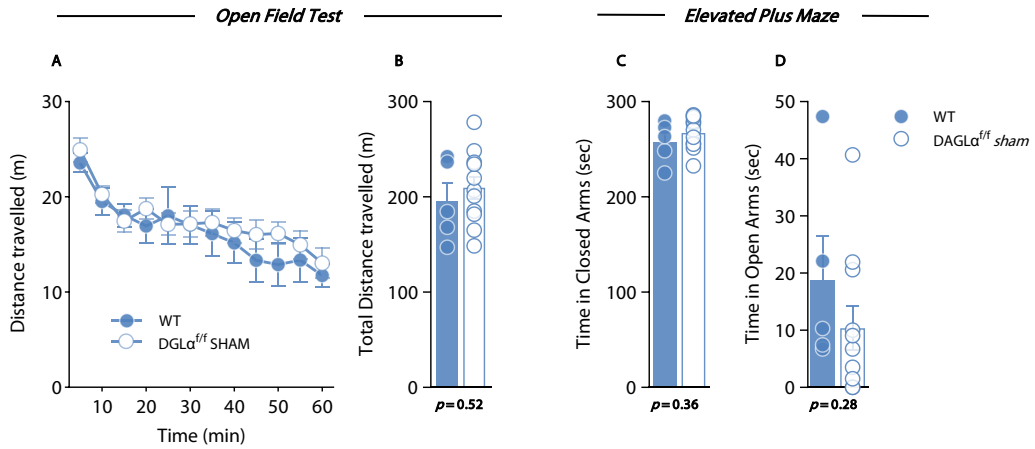 Open Field Test
Elevated Plus Maze
A
B
C
D
Distance travelled (m)
30
20
10
0
10 20 30 40 50 60
Time (min)
WT
DGLα^f/f SHAM
Total Distance travelled (m)
300
200
100
0
p=0.52
Time in Closed Arms (sec)
300
200
100
0
p=0.36
Time in Open Arms (sec)
50
40
30
20
10
0
p=0.28
WT
DAGLα^f/f sham